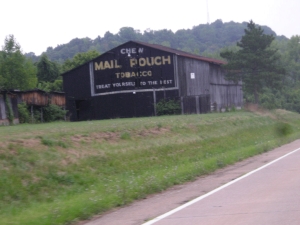 CHEW
MAIL POUCH
TOBACCO
TREAT YOURSELF TO THE BEST